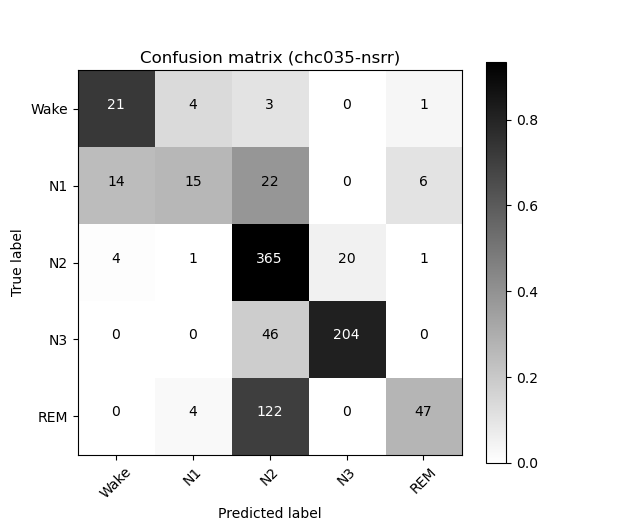 Confusion matrix (chc035-nsrr)
Wake 21 4 3 0 1
N1 14 15 22 0 6
N2 4 1 365 20 1
N3 0 0 46 204 0
REM 0 4 122 0 47
Wake N1 N2 N3 REM
Predicted label
True label
0.8
0.6
0.4
0.2
0.0